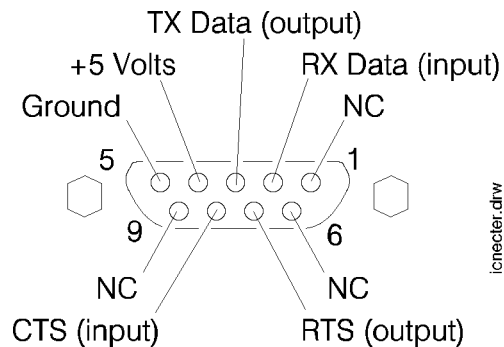 TX Data (output)
+5 Volts
RX Data (input)
Ground
NC
5
1
9
6
NC
NC
CTS (input)
RTS (output)
icnecter.drw